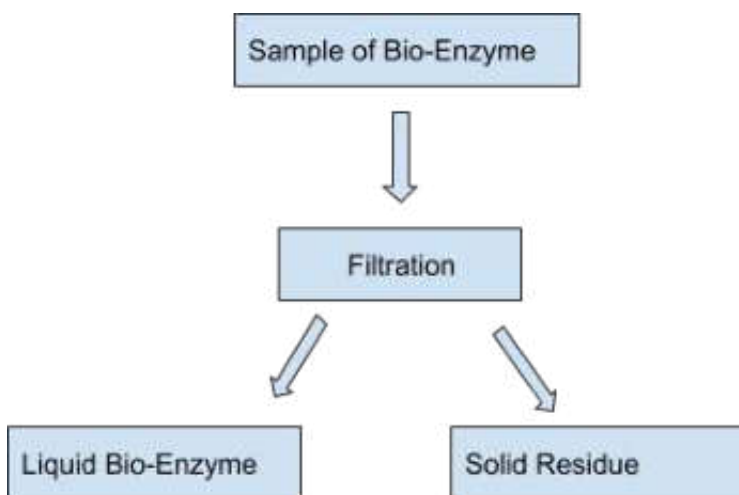 Sample of Bio-Enzyme
Filtration
Liquid Bio-Enzyme
Solid Residue